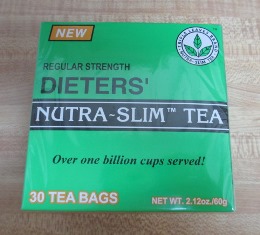 NEW
REGULAR STRENGTH
DIETERS'
NUTRA-SLIM™ TEA
Over one billion cups served!
30 TEA BAGS
NET WT. 2.12oz./60g